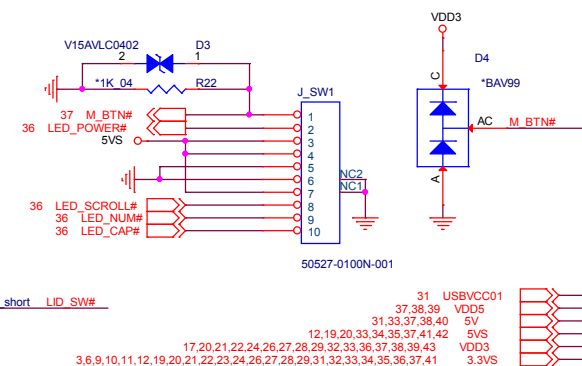 VDD3
V15AVLC0402 D3
2 1
D4
*1K_04 R22
*BAV99
C
J_SW1
37 M_BTN# 1
AC M_BTN#
36 LED_POWER# 2
5VS 3
4
5
A
6 NC2
7 NC1
36 LED_SCROLL# 8
36 LED_NUM# 9
36 LED_CAP# 10
50527-0100N-001
_short LID_SW#
31 USBVCC01
37,38,39 VDD5
31,33,37,38,40 5V
12,19,20,33,34,35,37,41,42 5VS
17,20,21,22,24,26,27,28,29,32,33,36,37,38,39,43 VDD3
3,6,9,10,11,12,19,20,21,22,23,24,26,27,28,29,31,32,33,34,35,36,37,41 3.3VS